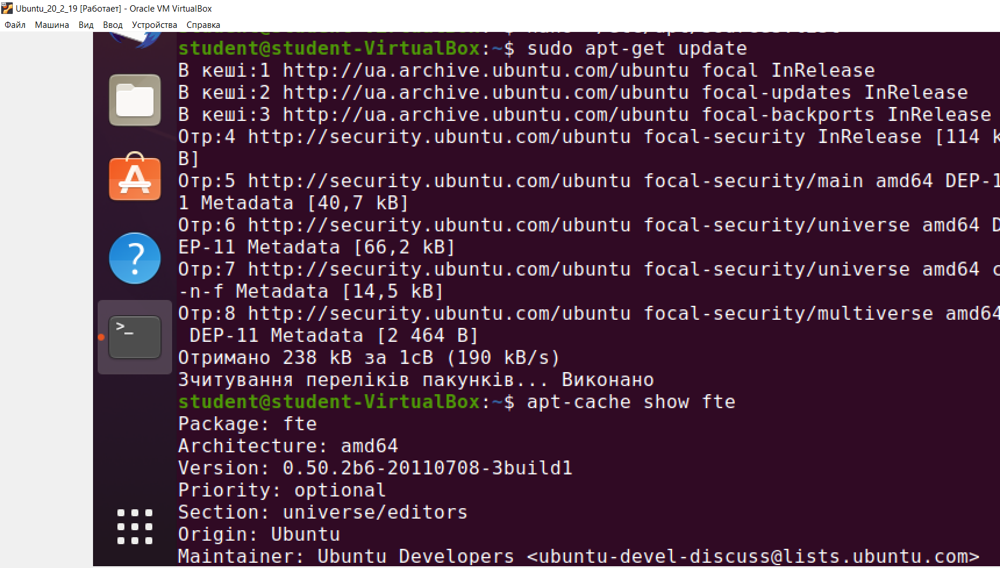 Ubuntu_20_2_19 [Работает] - Oracle VM VirtualBox
Файл Машина Вид Ввод Устройства Справка
student@student-VirtualBox:~$ sudo apt-get update
В кеші:1 http://ua.archive.ubuntu.com/ubuntu focal InRelease
В кеші:2 http://ua.archive.ubuntu.com/ubuntu focal-updates InRelease
В кеші:3 http://ua.archive.ubuntu.com/ubuntu focal-backports InRelease
Отр:4 http://security.ubuntu.com/ubuntu focal-security InRelease [114 k
B]
Отр:5 http://security.ubuntu.com/ubuntu focal-security/main amd64 DEP-1
1 Metadata [40,7 kB]
Отр:6 http://security.ubuntu.com/ubuntu focal-security/universe amd64 D
EP-11 Metadata [66,2 kB]
Отр:7 http://security.ubuntu.com/ubuntu focal-security/universe amd64 c
-n-f Metadata [14,5 kB]
Отр:8 http://security.ubuntu.com/ubuntu focal-security/multiverse amd64
 DEP-11 Metadata [2 464 B]
Отримано 238 kB за 1сB (190 kB/s)
Зчитування переліків пакунків... Виконано
student@student-VirtualBox:~$ apt-cache show fte
Package: fte
Architecture: amd64
Version: 0.50.2b6-20110708-3build1
Priority: optional
Section: universe/editors
Origin: Ubuntu
Maintainer: Ubuntu Developers <ubuntu-devel-discuss@lists.ubuntu.com>